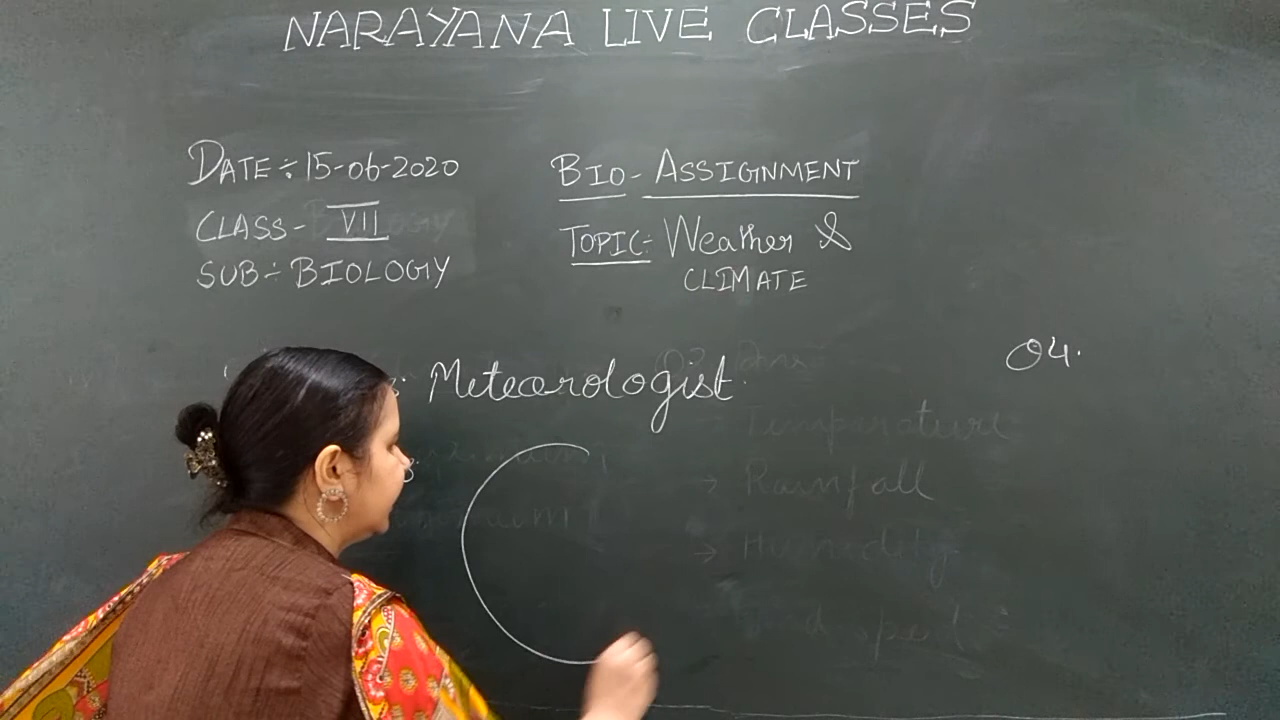 NARAYANA LIVE CLASSES
DATE ÷ 15-06-2020
CLASS - VII
SUB ÷ BIOLOGY
BIO - ASSIGNMENT
TOPIC:- Weather &
CLIMATE
Meteorologist.
Q4.
Temperature
→ Rainfall
→ Humidity